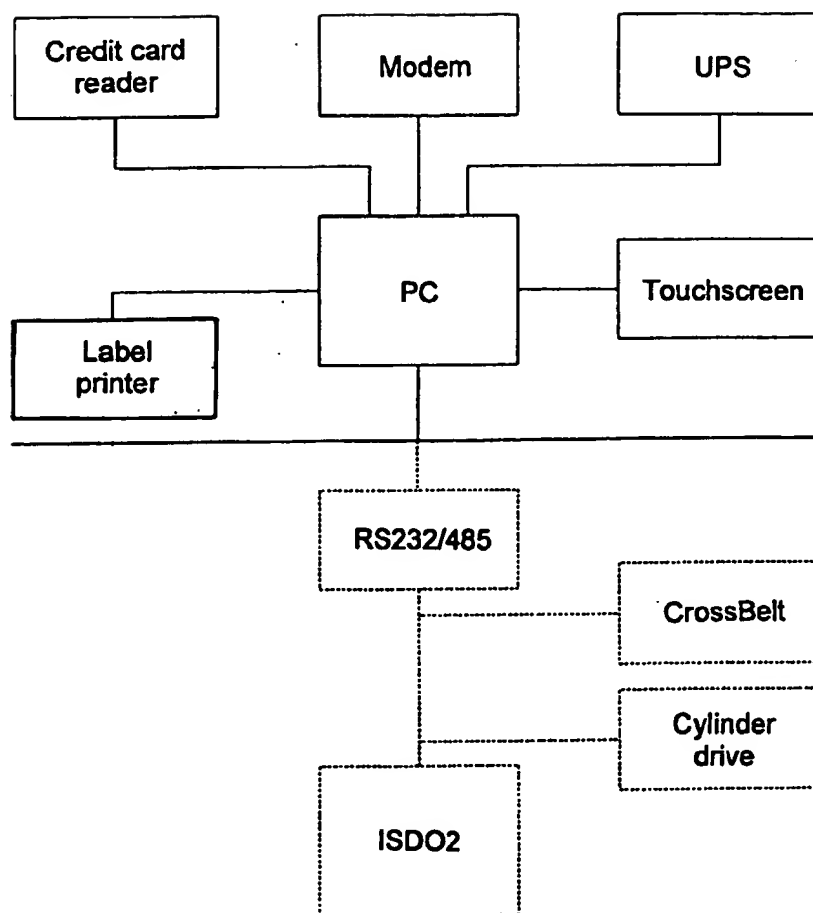 Credit card
reader
Modem
UPS
PC
Touchscreen
Label
printer
RS232/485
CrossBelt
Cylinder
drive
ISDO2